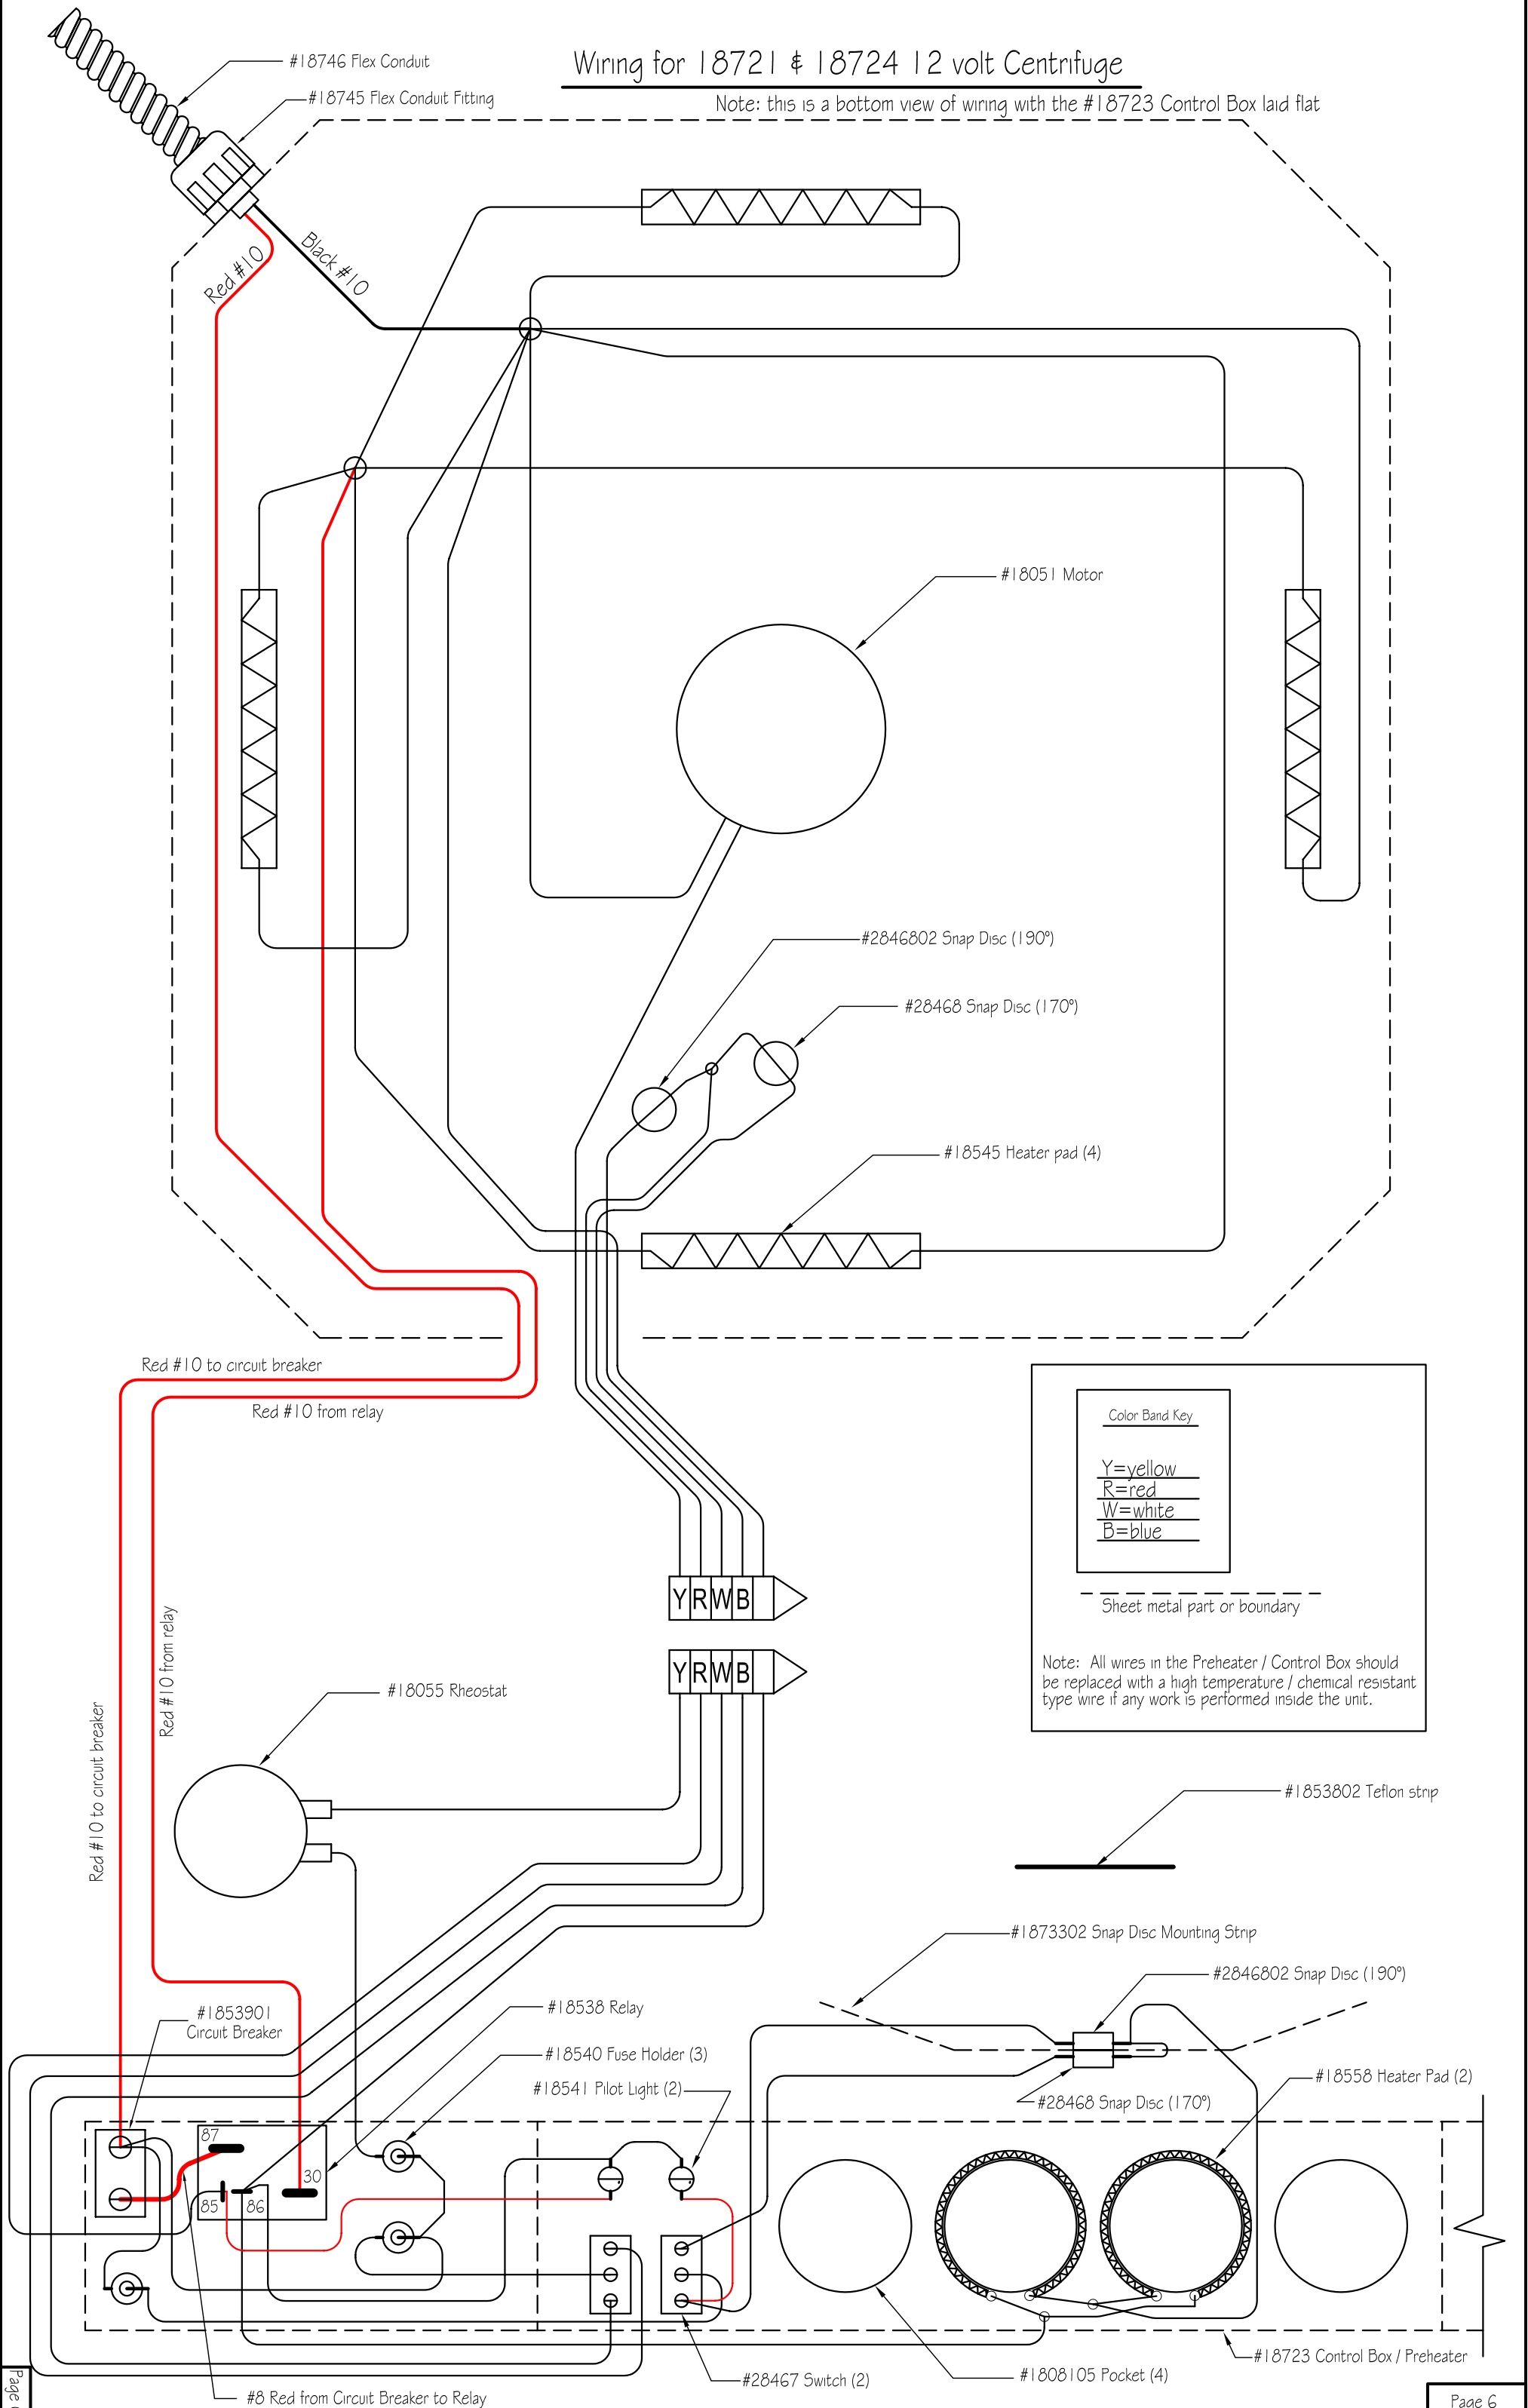 Wiring for 18721 & 18724 12 volt Centrifuge
Note: this is a bottom view of wiring with the #18723 Control Box laid flat
#18746 Flex Conduit
#18745 Flex Conduit Fitting
Red #10
Black #10
#18051 Motor
#2846802 Snap Disc (190°)
#28468 Snap Disc (170°)
#18545 Heater pad (4)
Red #10 to circuit breaker
Red #10 from relay
Color Band Key
Y=yellow
R=red
W=white
B=blue
Sheet metal part or boundary
Note: All wires in the Preheater / Control Box should
be replaced with a high temperature / chemical resistant
type wire if any work is performed inside the unit.
Y R W B
Y R W B
Red #10 from relay
Red #10 to circuit breaker
#18055 Rheostat
#1853802 Teflon strip
#1873302 Snap Disc Mounting Strip
#2846802 Snap Disc (190°)
#1853901
Circuit Breaker
#18538 Relay
#18540 Fuse Holder (3)
#18541 Pilot Light (2)
#18558 Heater Pad (2)
#28468 Snap Disc (170°)
87
30
85
86
#18723 Control Box / Preheater
#1808105 Pocket (4)
#28467 Switch (2)
#8 Red from Circuit Breaker to Relay
Page
Page 6